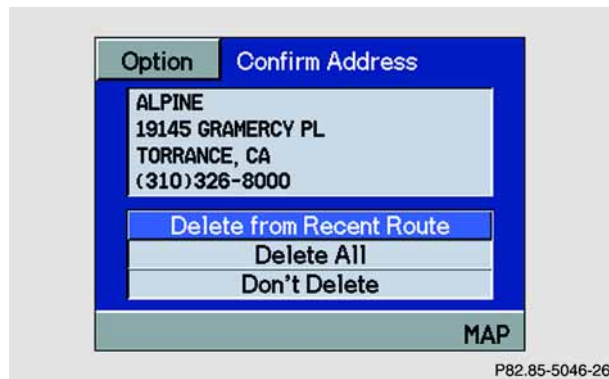 Option
Confirm Address
ALPINE
19145 GRAMERCY PL
TORRANCE, CA
(310)326-8000
Delete from Recent Route
Delete All
Don't Delete
MAP
P82.85-5046-26